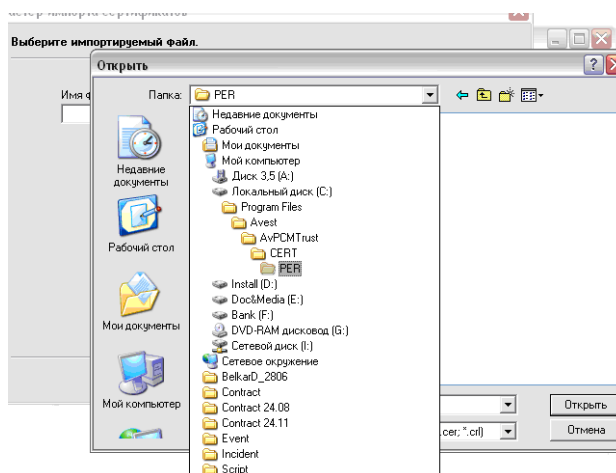 Мастер импорта сертификатов
Выберите импортируемый файл.
Открыть
Имя ф
Папка: PER
Недавние документы
Рабочий стол
Мои документы
Мой компьютер
Диск 3,5 (A:)
Локальный диск (C:)
Program Files
Avest
AvPCMTrust
CERT
PER
Install (D:)
Doc&Media (E:)
Bank (F:)
DVD-RAM дисковод (G:)
Сетевой диск (I:)
Сетевое окружение
BelkarD_2806
Contract
Contract 24.08
Contract 24.11
Event
Incident
Script
Недавние
документы
Рабочий стол
Мои документы
Мой компьютер
Открыть
.cer; *.crl)
Отмена